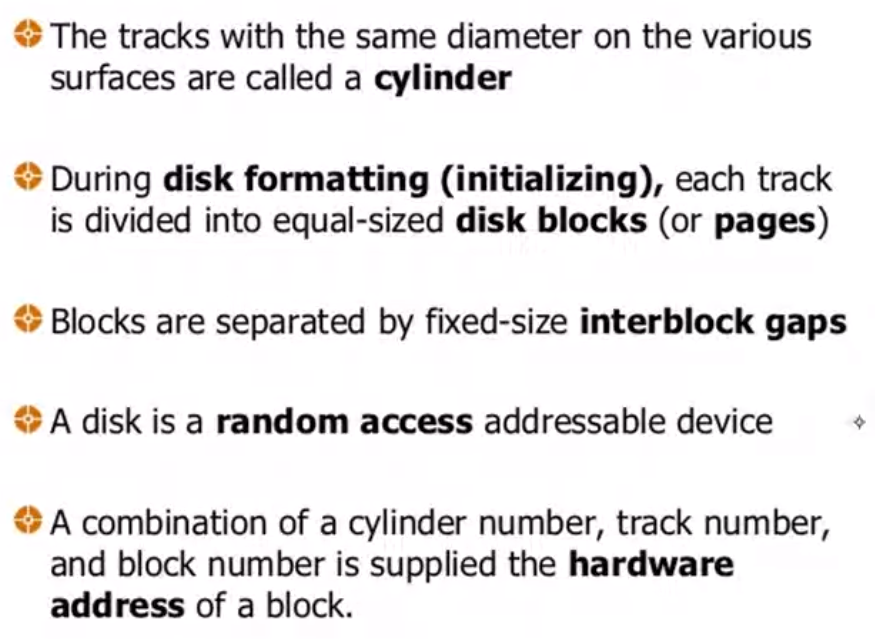 The tracks with the same diameter on the various
surfaces are called a cylinder
During disk formatting (initializing), each track
is divided into equal-sized disk blocks (or pages)
Blocks are separated by fixed-size interblock gaps
A disk is a random access addressable device
A combination of a cylinder number, track number,
and block number is supplied the hardware
address of a block.